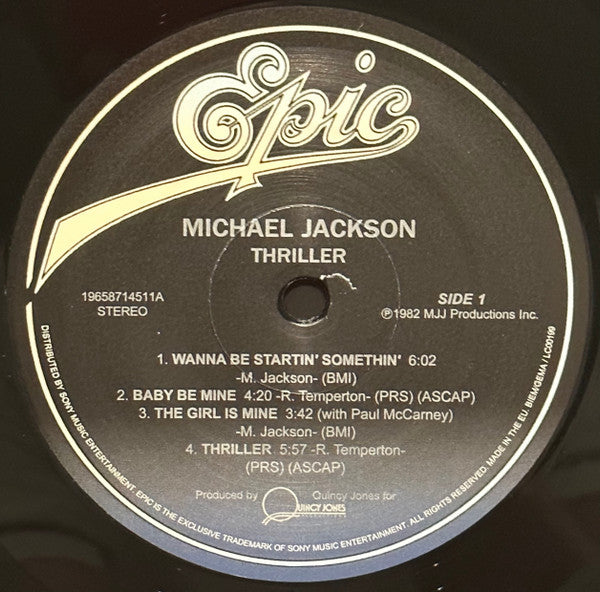 Epic
MICHAEL JACKSON
THRILLER
19658714511A
STEREO
SIDE 1
℗1982 MJJ Productions Inc.
1. WANNA BE STARTIN' SOMETHIN' 6:02
-M. Jackson- (BMI)
2. BABY BE MINE 4:20 -R. Temperton- (PRS) (ASCAP)
3. THE GIRL IS MINE 3:42 (with Paul McCarney)
-M. Jackson- (BMI)
4. THRILLER 5:57 -R. Temperton-
(PRS) (ASCAP)
Produced by Quincy Jones for
QUINCY JONES
PRODUCTIONS
DISTRIBUTED BY SONY MUSIC ENTERTAINMENT. EPIC IS THE EXCLUSIVE TRADEMARK OF SONY MUSIC ENTERTAINMENT. ALL RIGHTS RESERVED. MADE IN THE EU. BIEM/GEMA / LC00199